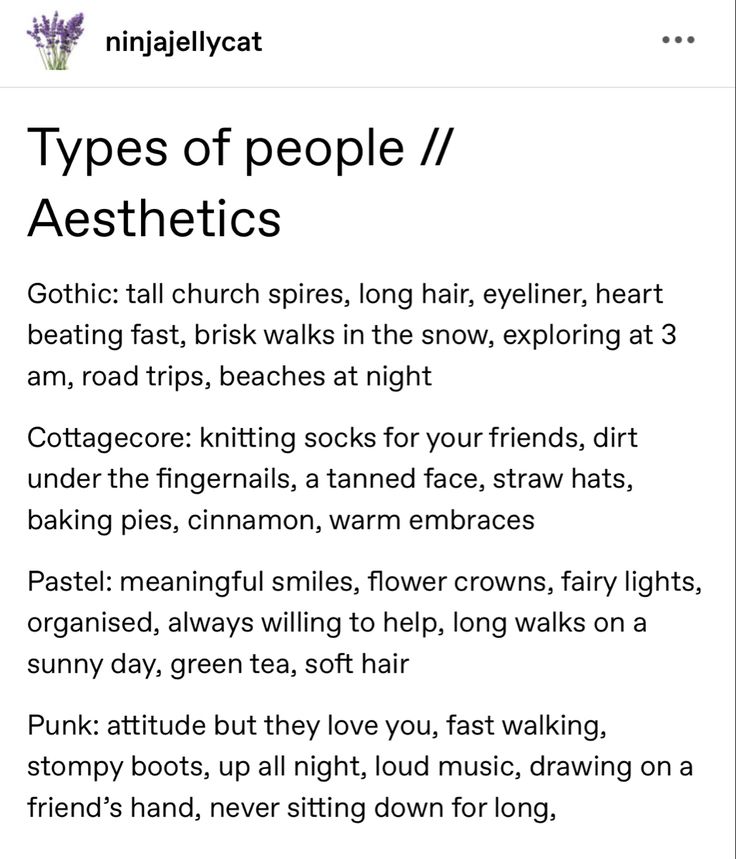 ninjajellycat
Types of people //
Aesthetics
Gothic: tall church spires, long hair, eyeliner, heart
beating fast, brisk walks in the snow, exploring at 3
am, road trips, beaches at night
Cottagecore: knitting socks for your friends, dirt
under the fingernails, a tanned face, straw hats,
baking pies, cinnamon, warm embraces
Pastel: meaningful smiles, flower crowns, fairy lights,
organised, always willing to help, long walks on a
sunny day, green tea, soft hair
Punk: attitude but they love you, fast walking,
stompy boots, up all night, loud music, drawing on a
friend’s hand, never sitting down for long,